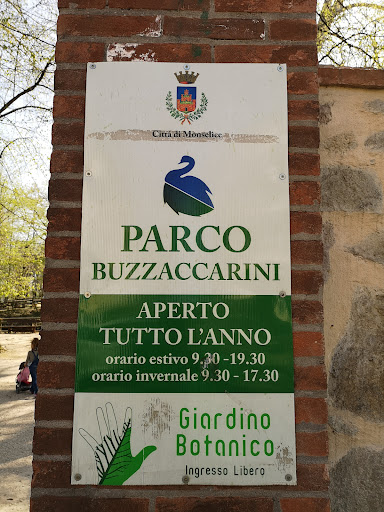 Città di Monselice
PARCO
BUZZACCARINI
APERTO
TUTTO L'ANNO
orario estivo 9.30 -19.30
orario invernale 9.30 - 17.30
Giardino
Botanico
Ingresso Libero